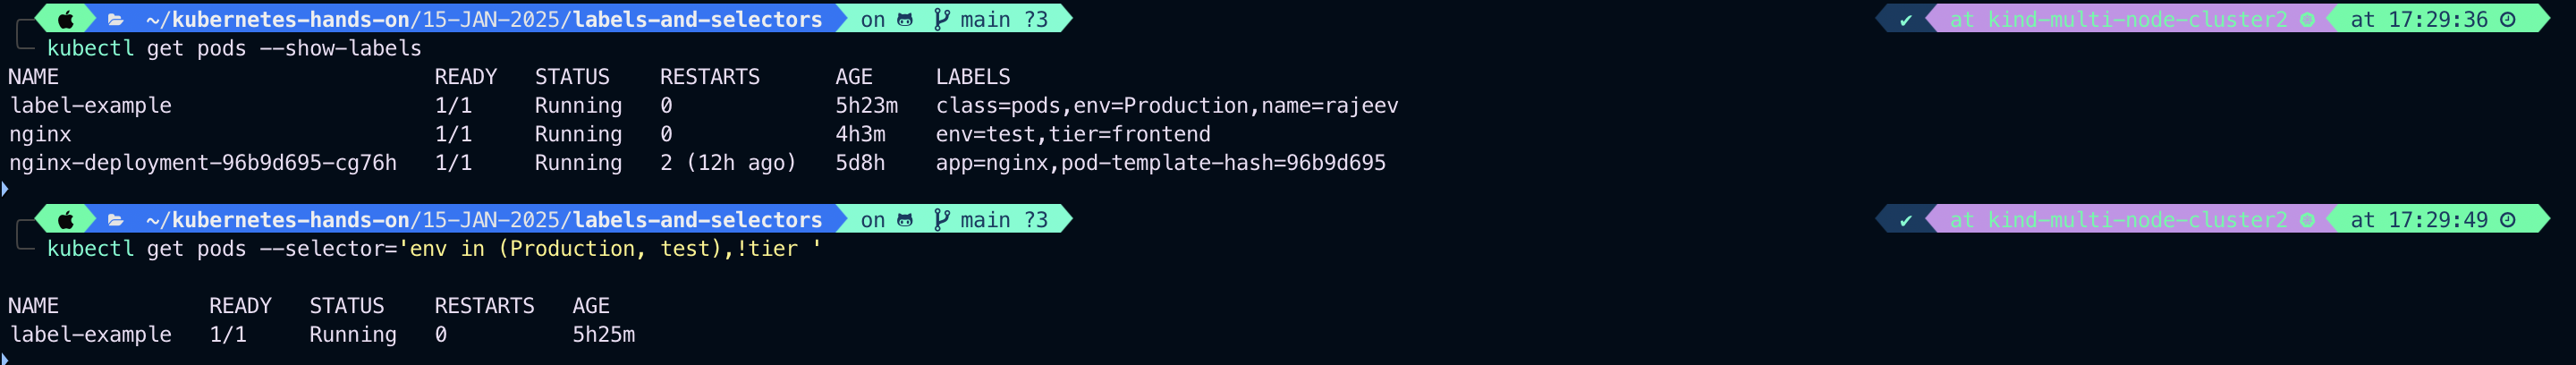 ~/kubernetes-hands-on/15-JAN-2025/labels-and-selectors on main ?3 ✔ at kind-multi-node-cluster2 at 17:29:36
kubectl get pods --show-labels
NAME READY STATUS RESTARTS AGE LABELS
label-example 1/1 Running 0 5h23m class=pods,env=Production,name=rajeev
nginx 1/1 Running 0 4h3m env=test,tier=frontend
nginx-deployment-96b9d695-cg76h 1/1 Running 2 (12h ago) 5d8h app=nginx,pod-template-hash=96b9d695
~/kubernetes-hands-on/15-JAN-2025/labels-and-selectors on main ?3 ✔ at kind-multi-node-cluster2 at 17:29:49
kubectl get pods --selector='env in (Production, test),!tier '
NAME READY STATUS RESTARTS AGE
label-example 1/1 Running 0 5h25m